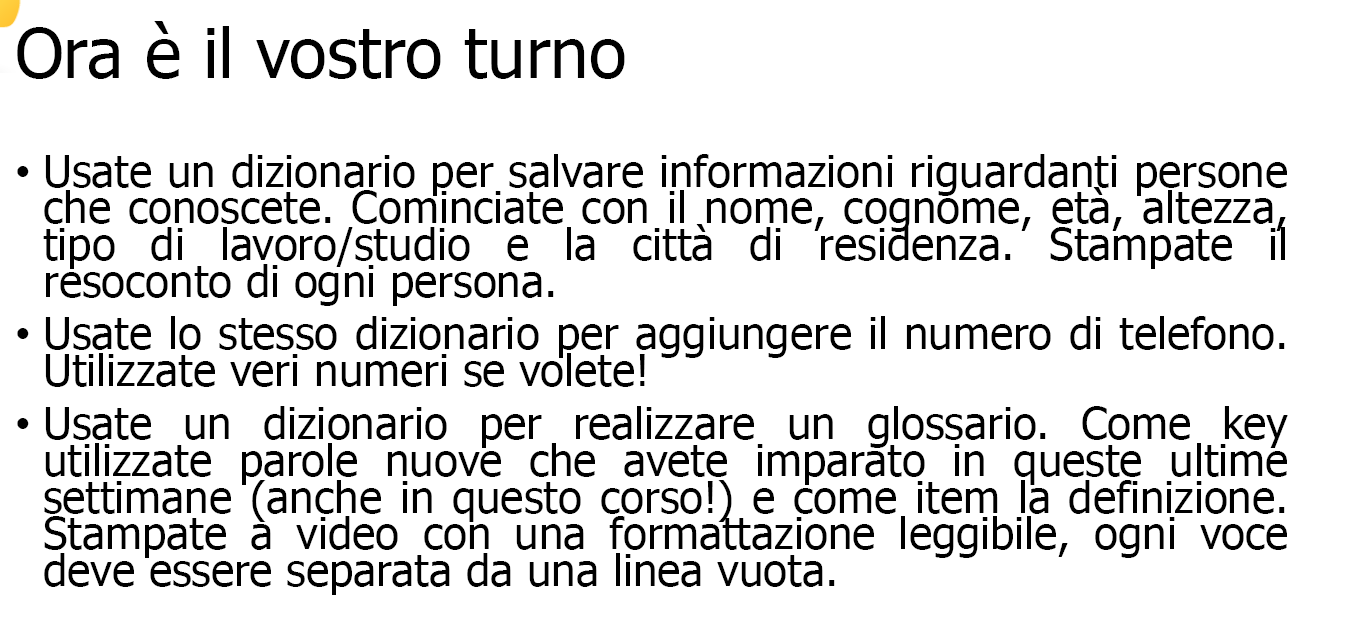 Ora è il vostro turno
• Usate un dizionario per salvare informazioni riguardanti persone
che conoscete. Cominciate con il nome, cognome, età, altezza,
tipo di lavoro/studio e la città di residenza. Stampate il
resoconto di ogni persona.
• Usate lo stesso dizionario per aggiungere il numero di telefono.
Utilizzate veri numeri se volete!
• Usate un dizionario per realizzare un glossario. Come key
utilizzate parole nuove che avete imparato in queste ultime
settimane (anche in questo corso!) e come item la definizione.
Stampate a video con una formattazione leggibile, ogni voce
deve essere separata da una linea vuota.